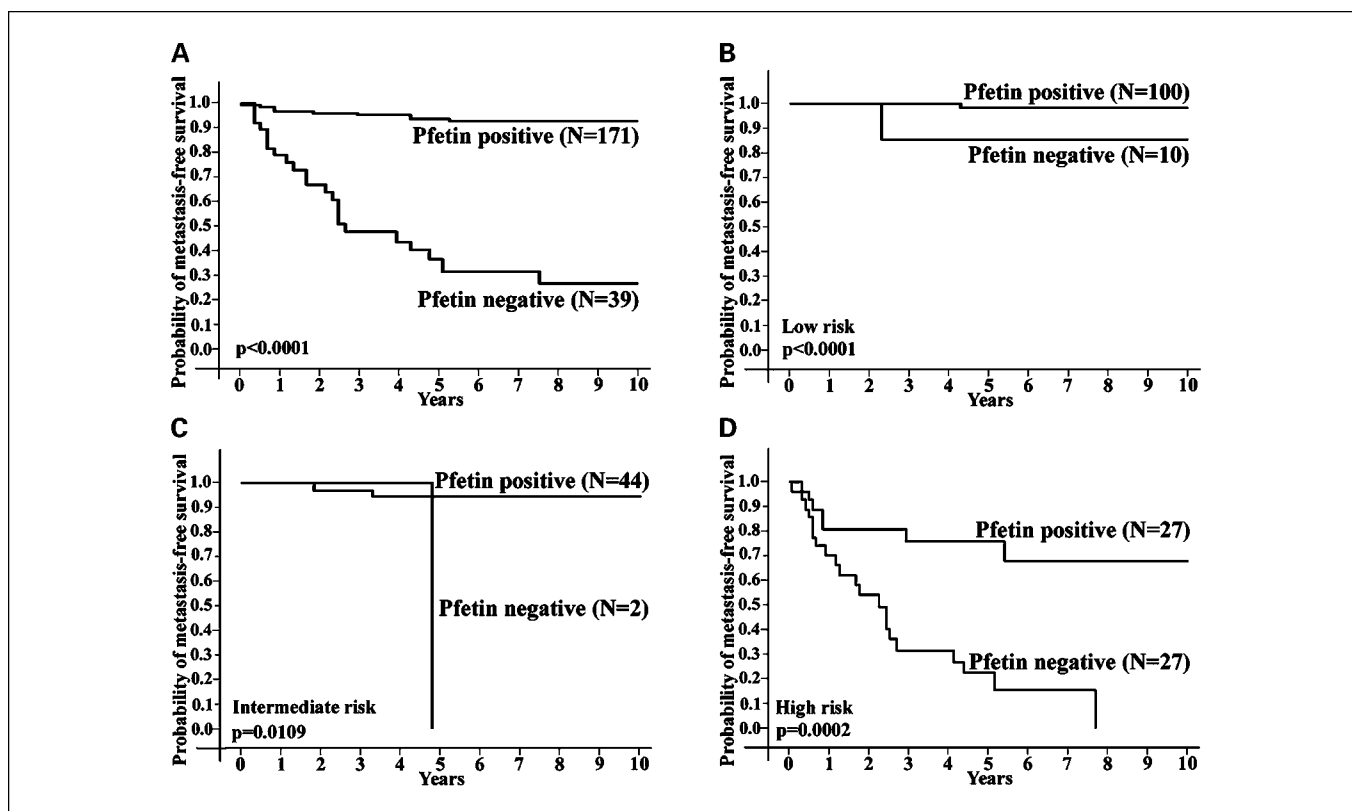 A
Probability of metastasis-free survival
1.0
0.9
0.8
0.7
0.6
0.5
0.4
0.3
0.2
0.1
0.0
Pfetin positive (N=171)
Pfetin negative (N=39)
p<0.0001
0 1 2 3 4 5 6 7 8 9 10
Years
B
Probability of metastasis-free survival
1.0
0.9
0.8
0.7
0.6
0.5
0.4
0.3
0.2
0.1
0.0
Pfetin positive (N=100)
Pfetin negative (N=10)
Low risk
p<0.0001
0 1 2 3 4 5 6 7 8 9 10
Years
C
Probability of metastasis-free survival
1.0
0.9
0.8
0.7
0.6
0.5
0.4
0.3
0.2
0.1
0.0
Pfetin positive (N=44)
Pfetin negative (N=2)
Intermediate risk
p=0.0109
0 1 2 3 4 5 6 7 8 9 10
Years
D
Probability of metastasis-free survival
1.0
0.9
0.8
0.7
0.6
0.5
0.4
0.3
0.2
0.1
0.0
Pfetin positive (N=27)
Pfetin negative (N=27)
High risk
p=0.0002
0 1 2 3 4 5 6 7 8 9 10
Years